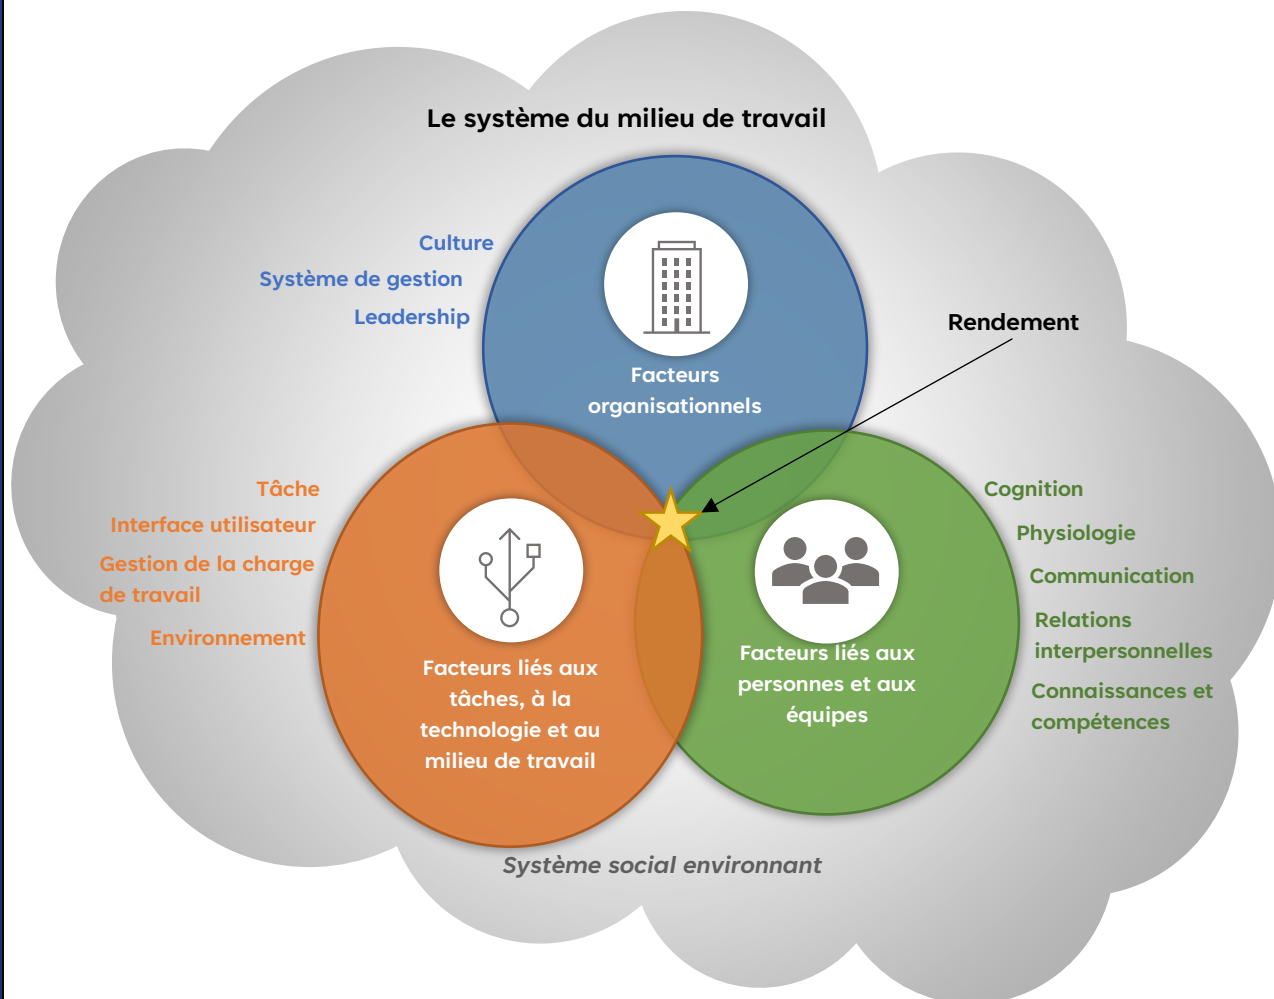 Le système du milieu de travail
Culture
Système de gestion
Leadership
Rendement
Facteurs
organisationnels
Tâche
Interface utilisateur
Gestion de la charge
de travail
Environnement
Cognition
Physiologie
Communication
Relations
interpersonnelles
Connaissances et
compétences
Facteurs liés aux
tâches, à la
technologie et au
milieu de travail
Facteurs liés aux
personnes et aux
équipes
Système social environnant